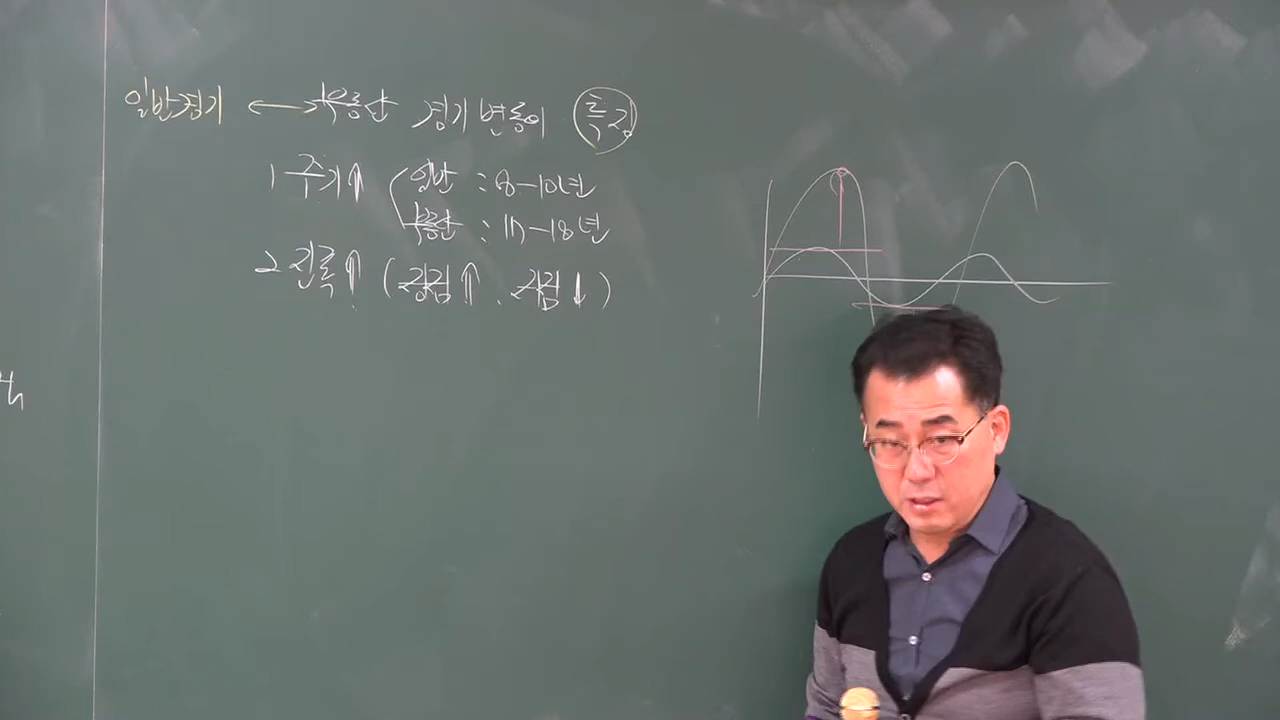 일반경기 ↔ 부동산 경기변동의 특징
1 주기↑ 일반 : 8-10년
부동산 : 17-18년
2 진폭↑ (정점↑, 저점↓)